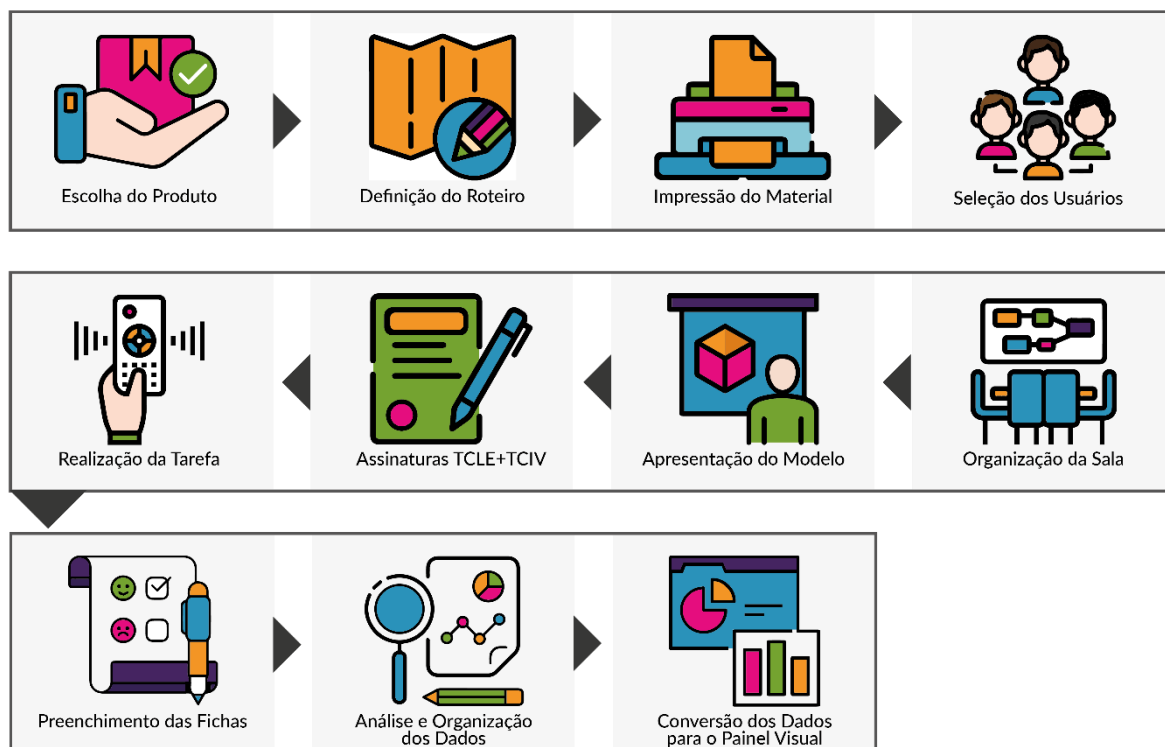 Escolha do Produto
Definição do Roteiro
Impressão do Material
Seleção dos Usuários
Organização da Sala
Apresentação do Modelo
Assinaturas TCLE+TCIV
Realização da Tarefa
Preenchimento das Fichas
Análise e Organização
dos Dados
Conversão dos Dados
para o Painel Visual